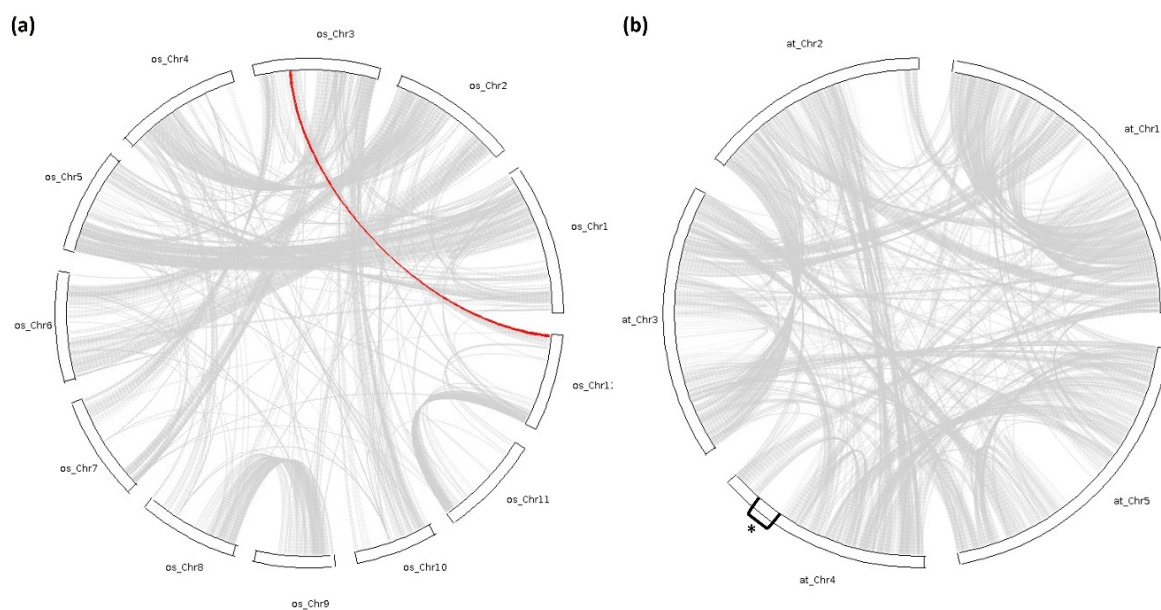 (a)
os_Chr3
os_Chr4
os_Chr2
os_Chr5
os_Chr1
os_Chr6
os_Chr7
os_Chr11
os_Chr8
os_Chr10
os_Chr9
(b)
at_Chr2
at_Chr1
at_Chr3
at_Chr5
*
at_Chr4